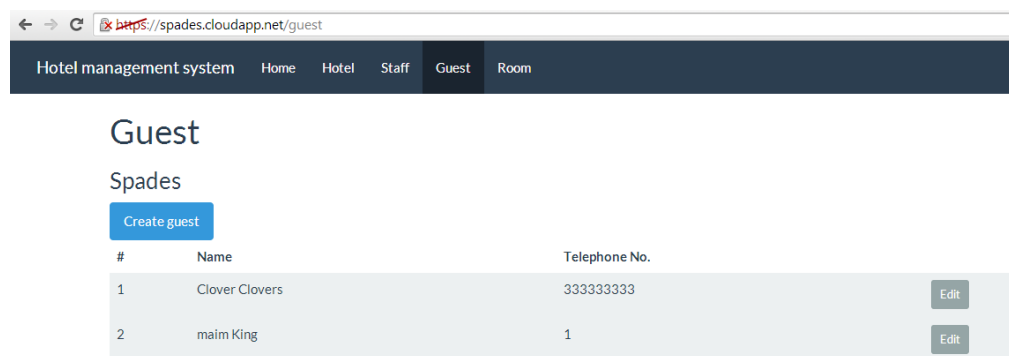 https://spades.cloudapp.net/guest
Hotel management system Home Hotel Staff Guest Room
Guest
Spades
Create guest
# Name Telephone No.
1 Clover Clovers 333333333 Edit
2 maim King 1 Edit